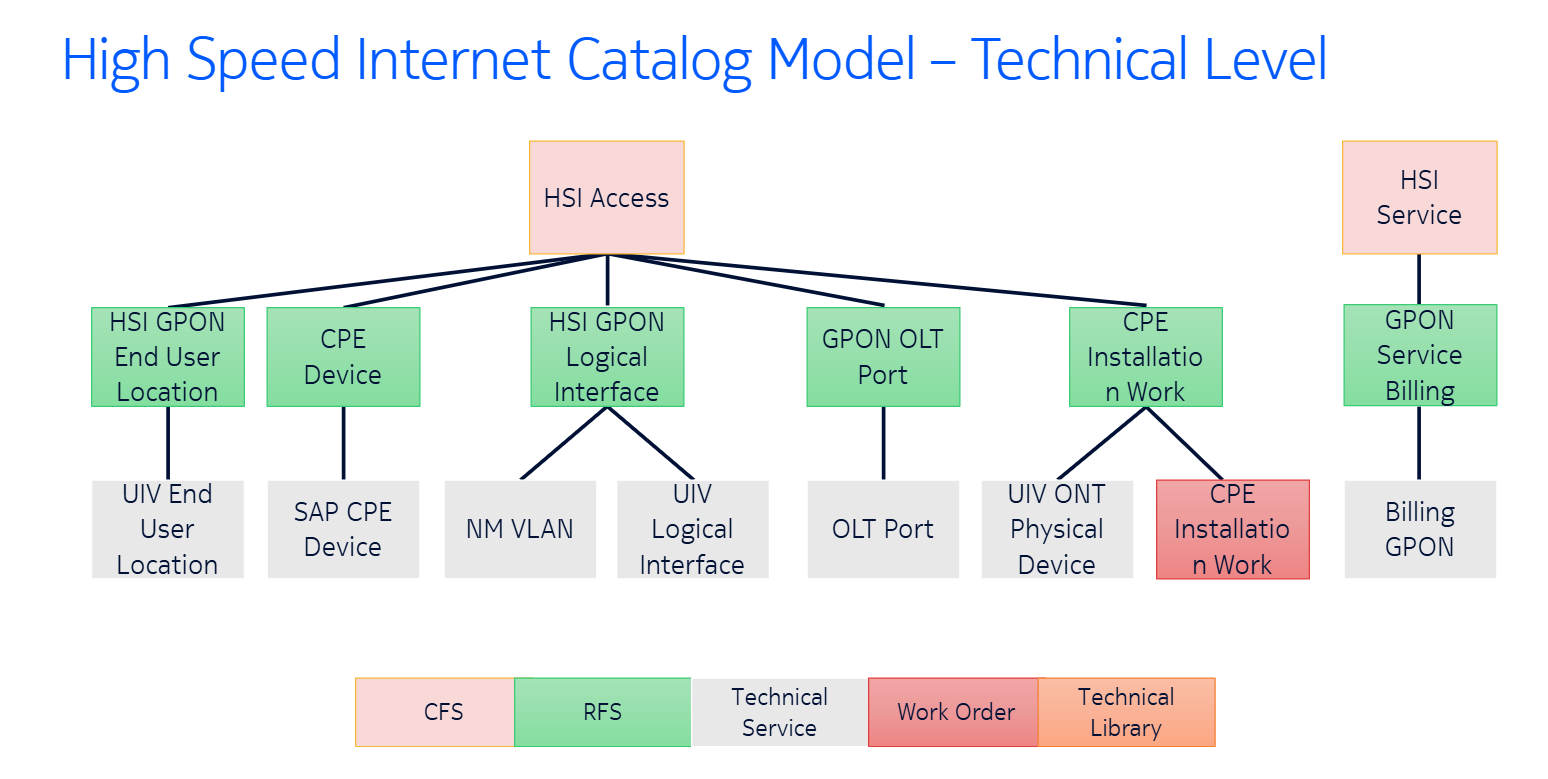 High Speed Internet Catalog Model – Technical Level
HSI Access
HSI
Service
HSI GPON
End User
Location
CPE
Device
HSI GPON
Logical
Interface
GPON OLT
Port
CPE
Installatio
n Work
GPON
Service
Billing
UIV End
User
Location
SAP CPE
Device
NM VLAN
UIV
Logical
Interface
OLT Port
UIV ONT
Physical
Device
CPE
Installatio
n Work
Billing
GPON
CFS
RFS
Technical
Service
Work Order
Technical
Library